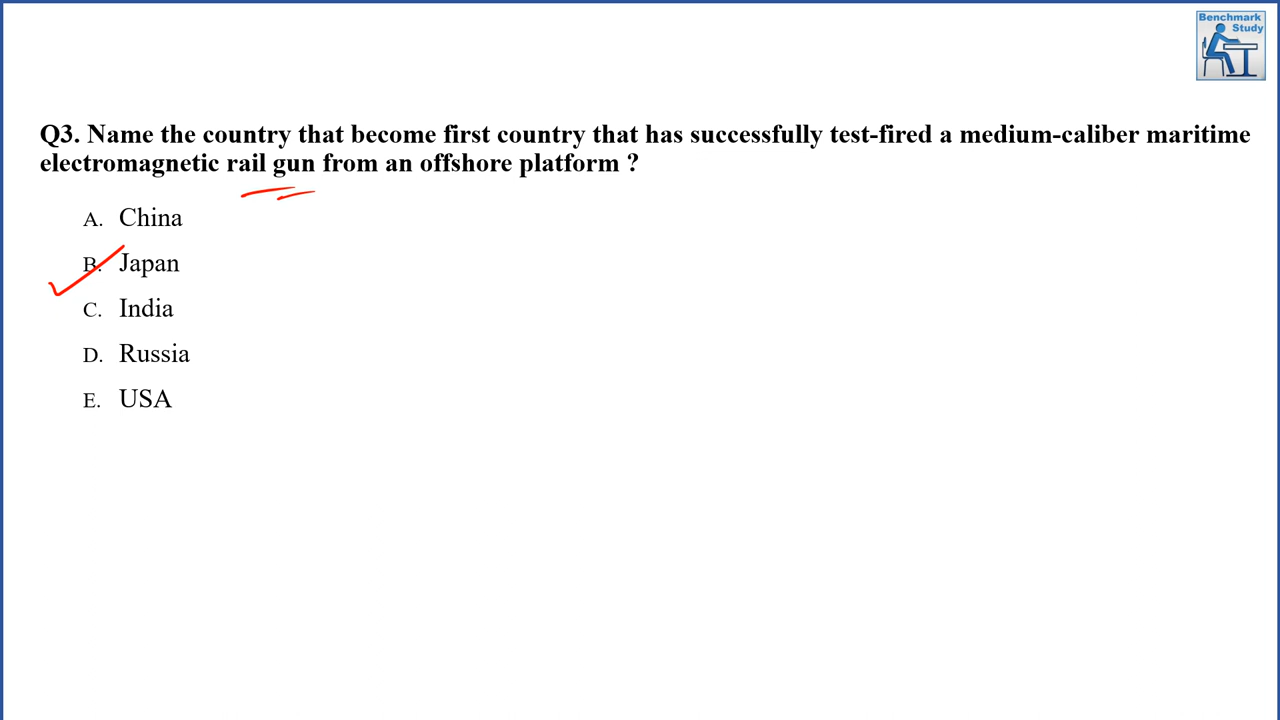 Benchmark
Study
Q3. Name the country that become first country that has successfully test-fired a medium-caliber maritime
electromagnetic rail gun from an offshore platform ?
A. China
B. Japan
C. India
D. Russia
E. USA